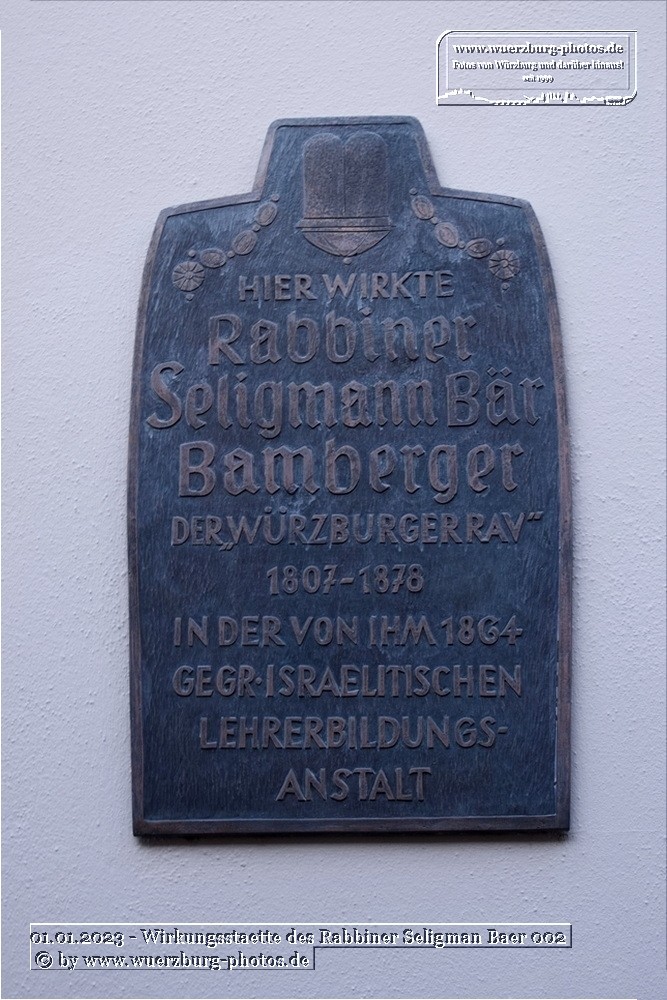 www.wuerzburg-photos.de
Fotos von Würzburg und darüber hinaus!
seit 1999
HIER WIRKTE
Rabbiner
Seligmann Bär
Bamberger
DER „WÜRZBURGER RAV“
1807-1878
IN DER VON IHM 1864
GEGR·ISRAELITISCHEN
LEHRERBILDUNGS-
ANSTALT
01.01.2023 - Wirkungsstaette des Rabbiner Seligman Baer 002
© by www.wuerzburg-photos.de